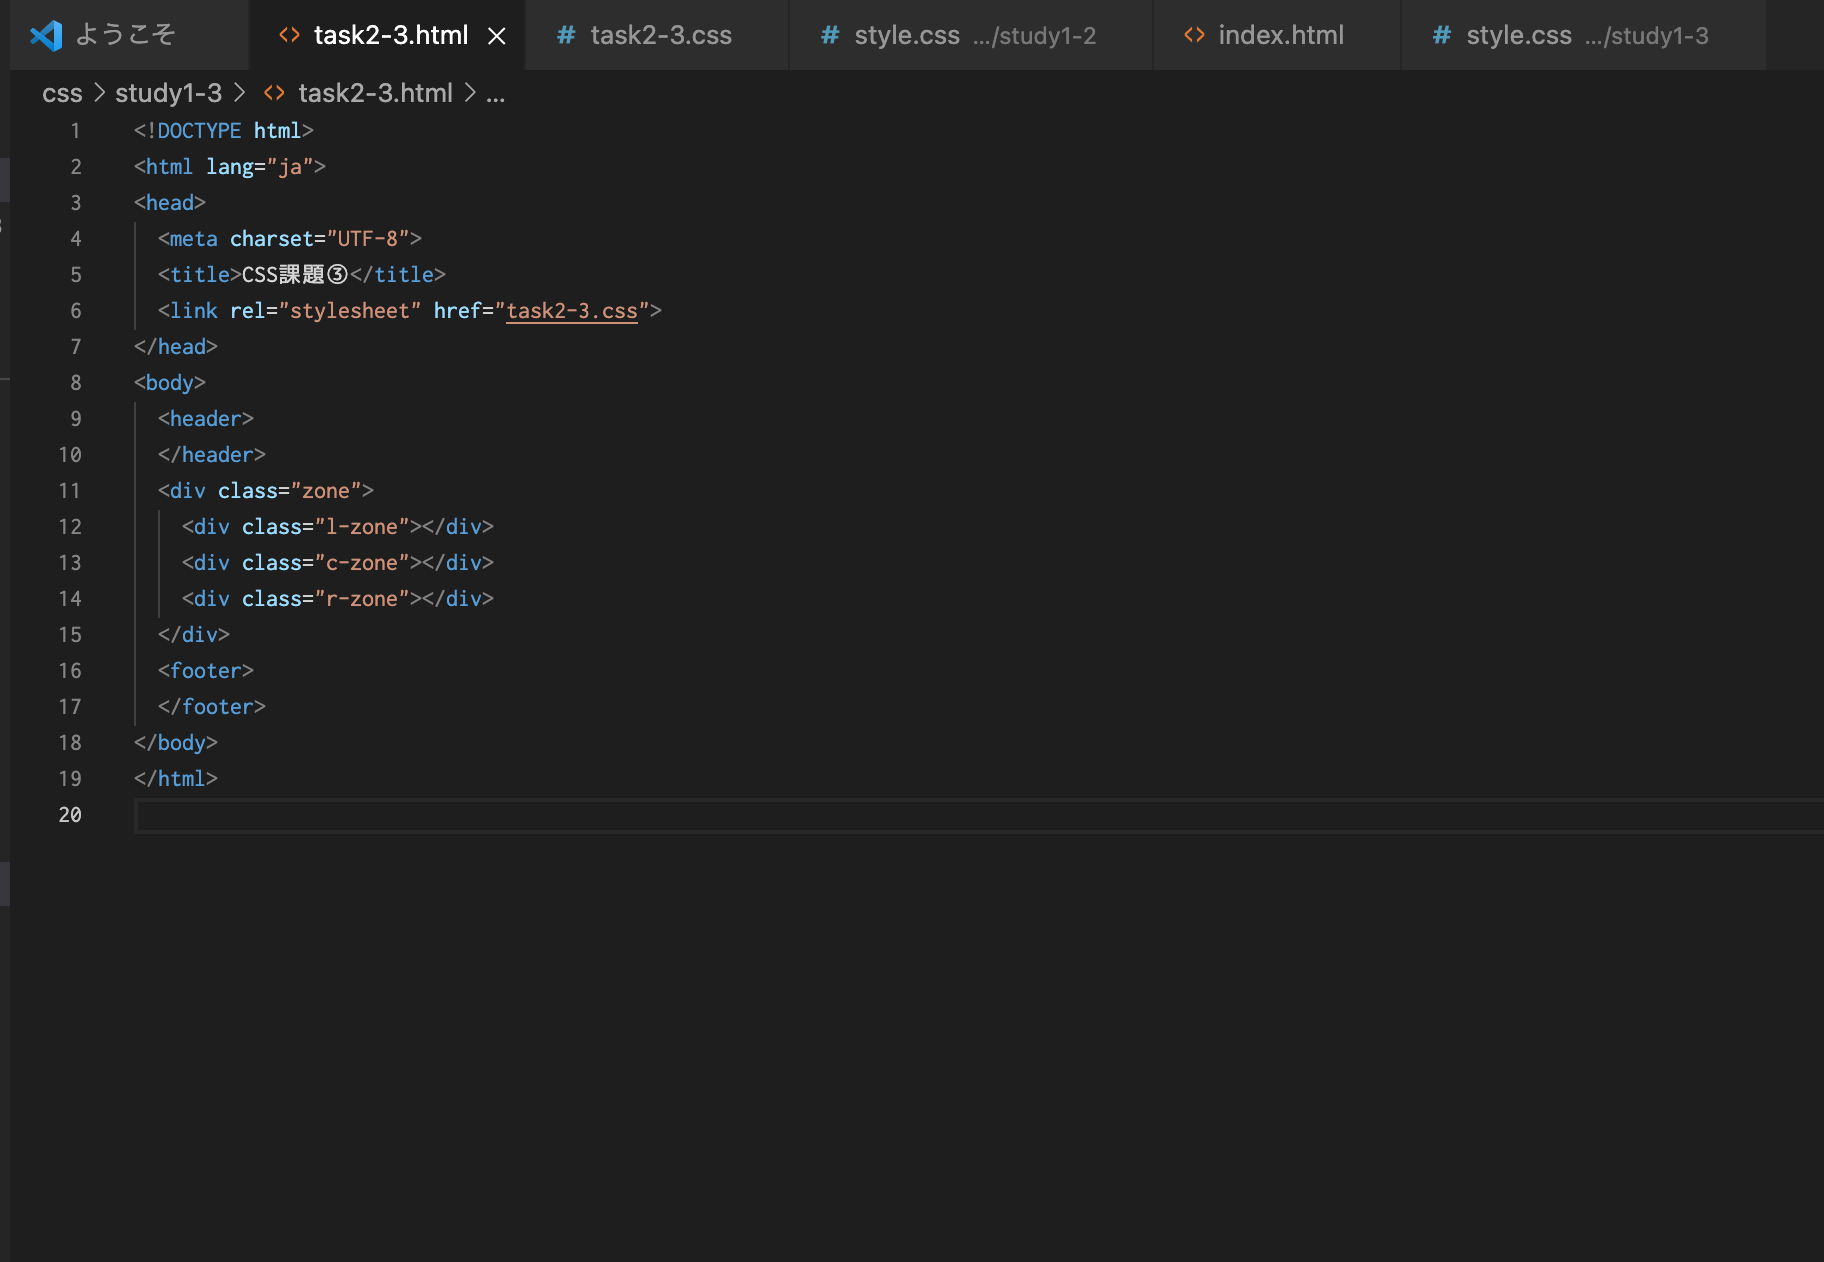 ようこそ task2-3.html task2-3.css style.css .../study1-2 index.html style.css .../study1-3
css > study1-3 > task2-3.html > ...
1 <!DOCTYPE html>
2 <html lang="ja">
3 <head>
4 <meta charset="UTF-8">
5 <title>CSS課題③</title>
6 <link rel="stylesheet" href="task2-3.css">
7 </head>
8 <body>
9 <header>
10 </header>
11 <div class="zone">
12 <div class="l-zone"></div>
13 <div class="c-zone"></div>
14 <div class="r-zone"></div>
15 </div>
16 <footer>
17 </footer>
18 </body>
19 </html>
20